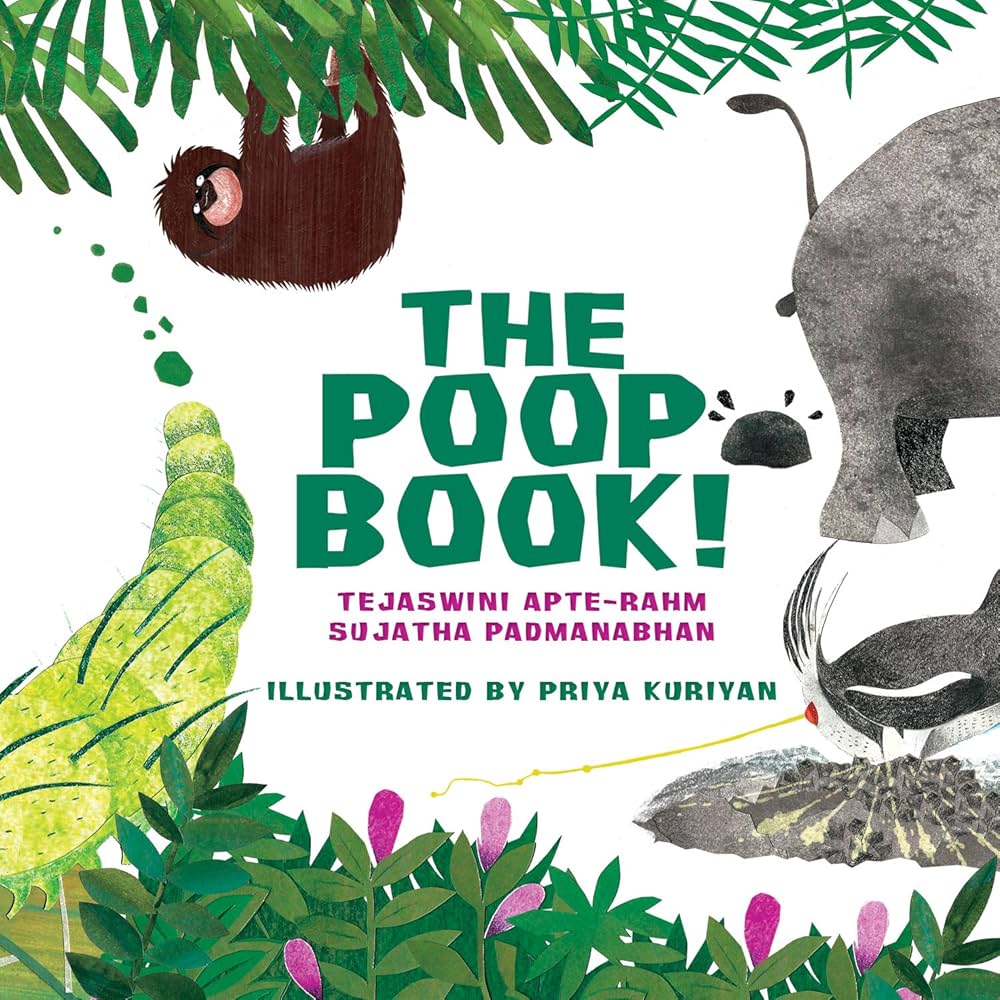 THE
POOP
BOOK!
TEJASWINI APTE-RAHM
SUJATHA PADMANABHAN
ILLUSTRATED BY PRIYA KURIYAN